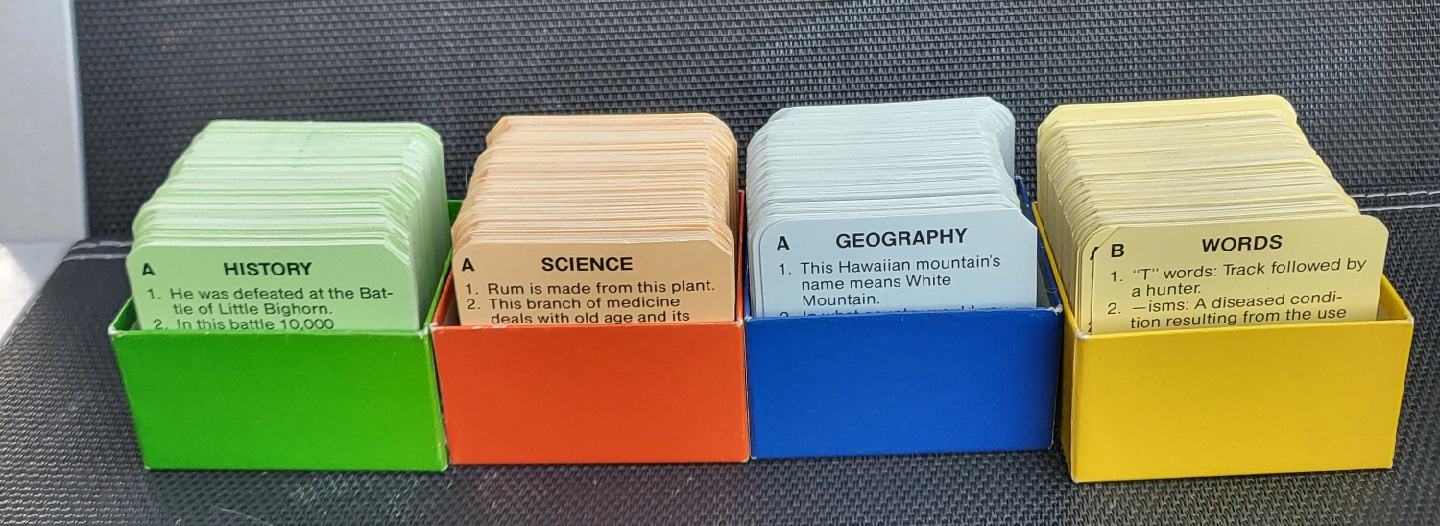 A HISTORY
1. He was defeated at the Bat-
tle of Little Bighorn.
2. In this battle 10,000
A SCIENCE
1. Rum is made from this plant.
2. This branch of medicine
deals with old age and its
A GEOGRAPHY
1. This Hawaiian mountain's
name means White
Mountain.
B WORDS
1. "T" words: Track followed by
a hunter.
2. —isms: A diseased condi-
tion resulting from the use